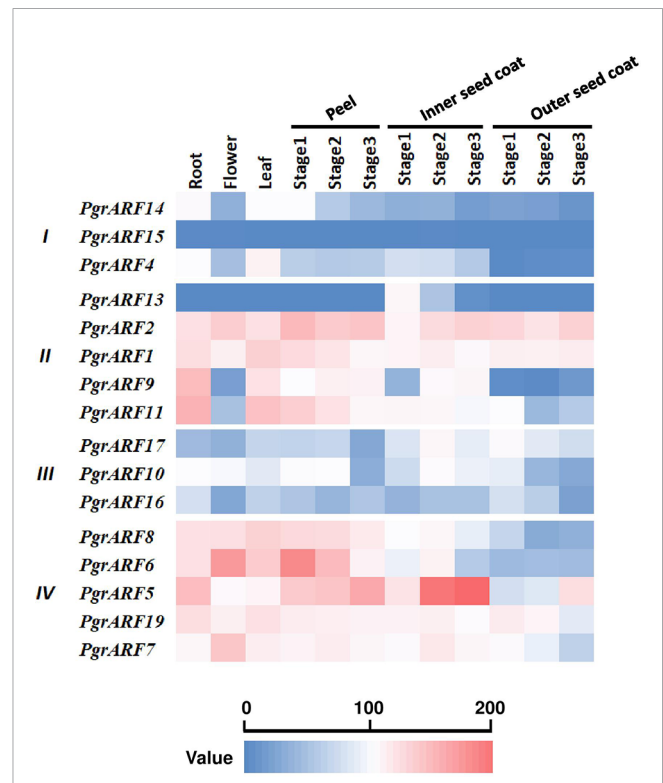 Peel
Inner seed coat
Outer seed coat
Root Flower Leaf Stage1 Stage2 Stage3 Stage1 Stage2 Stage3 Stage1 Stage2 Stage3
PgrARF14
I PgrARF15
PgrARF4
PgrARF13
PgrARF2
II PgrARF1
PgrARF9
PgrARF11
PgrARF17
III PgrARF10
PgrARF16
PgrARF8
PgrARF6
IV PgrARF5
PgrARF19
PgrARF7
0 100 200
Value